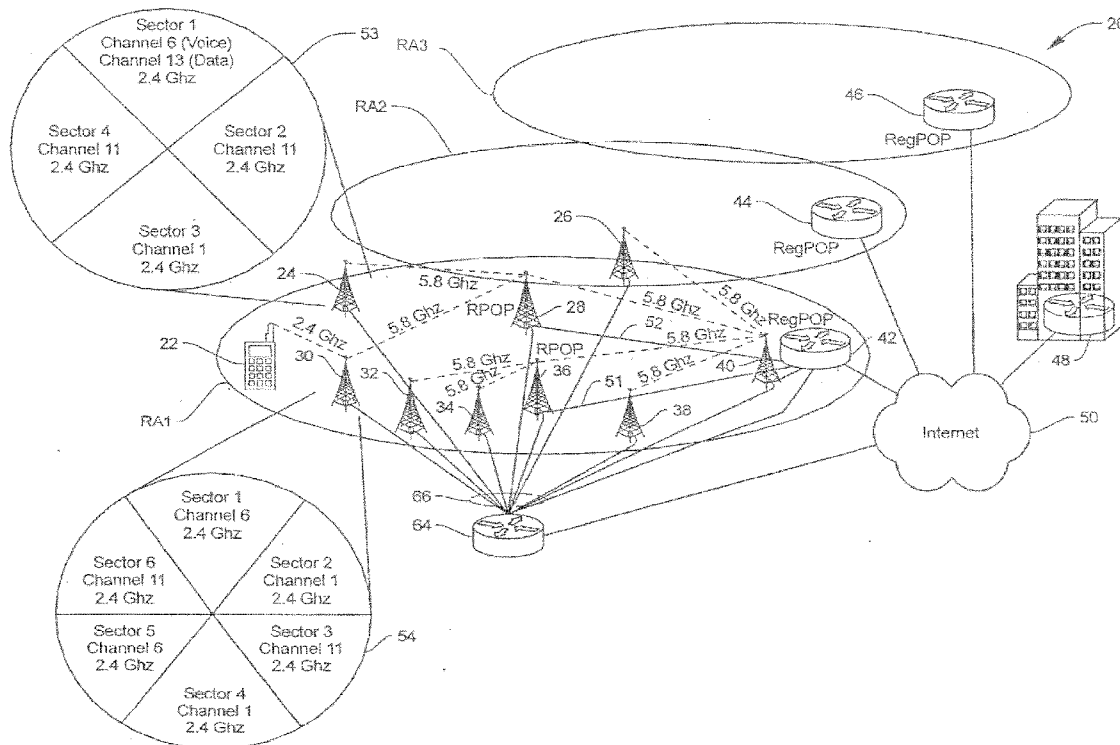 Sector 1
Channel 6 (Voice)
Channel 13 (Data)
2.4 Ghz
Sector 4
Channel 11
2.4 Ghz
Sector 2
Channel 11
2.4 Ghz
Sector 3
Channel 1
2.4 Ghz
53
RA3
20
46
RegPOP
RA2
44
RegPOP
26
24
5.8 Ghz
5.8 Ghz
5.8 Ghz
5.8 Ghz
RPOP
28
52
RegPOP
42
48
2.4 Ghz
22
30
32
5.8 Ghz
5.8 Ghz
34
RPOP
36
5.8 Ghz
40
5.8 Ghz
51
38
RA1
Internet
50
66
64
Sector 1
Channel 6
2.4 Ghz
Sector 6
Channel 11
2.4 Ghz
Sector 2
Channel 1
2.4 Ghz
Sector 5
Channel 6
2.4 Ghz
Sector 3
Channel 11
2.4 Ghz
Sector 4
Channel 1
2.4 Ghz
54